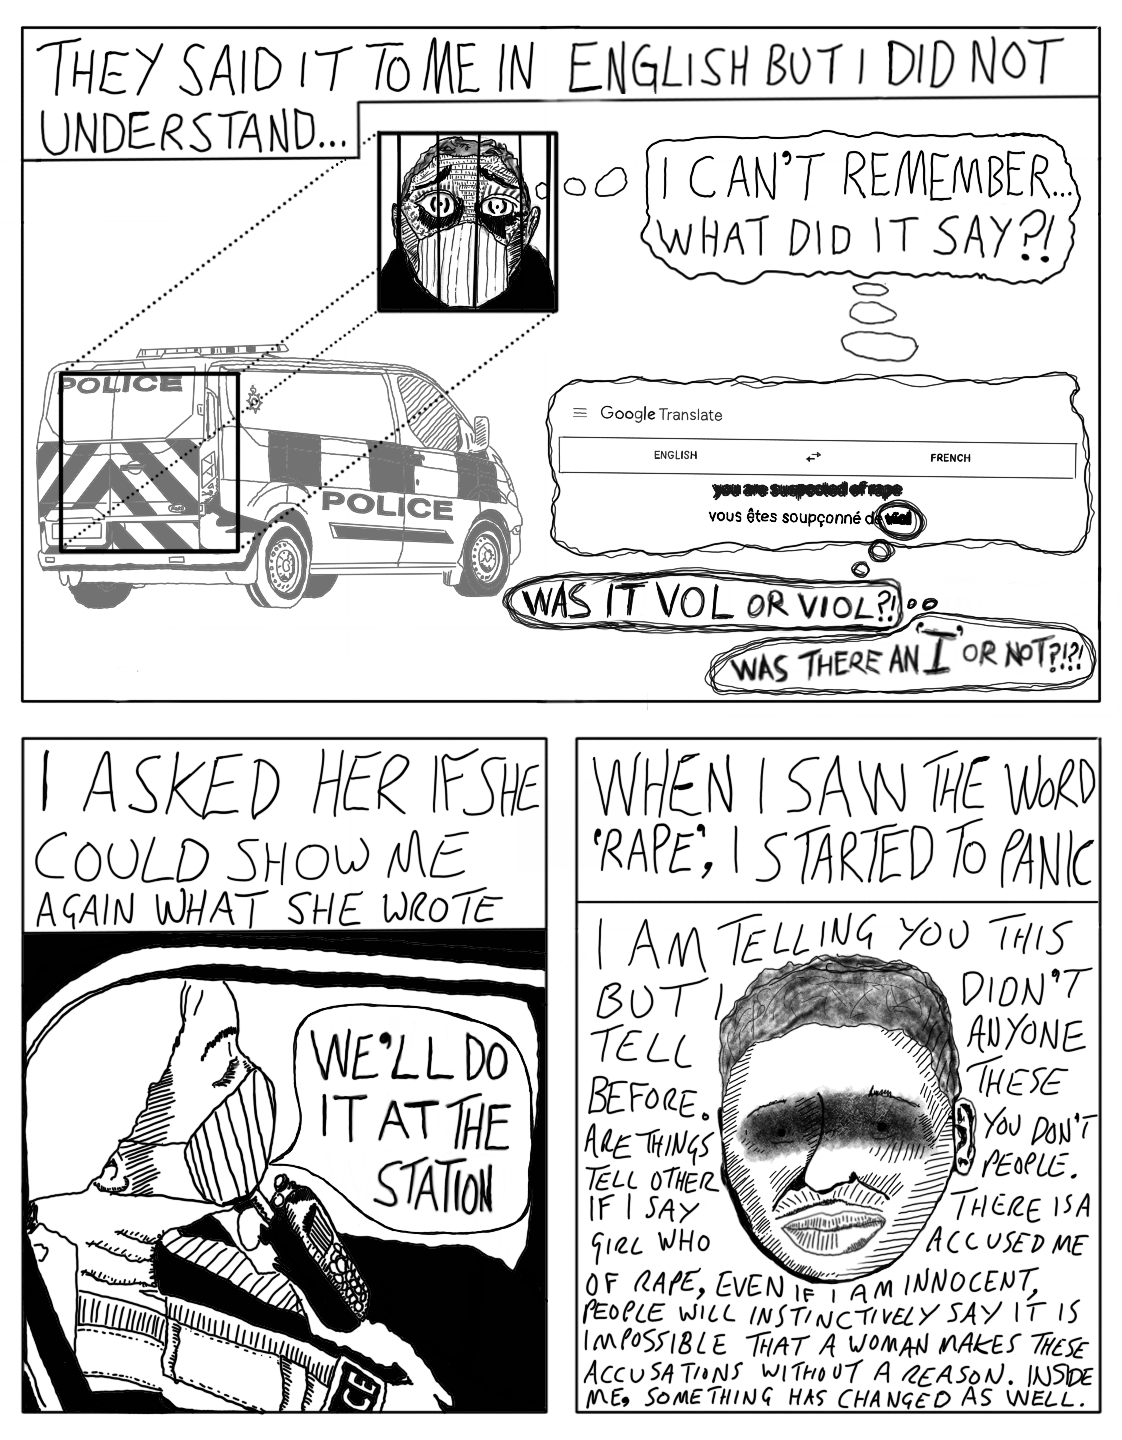 THEY SAID IT TO ME IN ENGLISH BUT I DID NOT
UNDERSTAND...
I CAN'T REMEMBER...
WHAT DID IT SAY?!
POLICE
POLICE
Google Translate
ENGLISH FRENCH
you are suspected of rape
vous êtes soupçonné de viol
WAS IT VOL OR VIOL?!
WAS THERE AN 'I' OR NOT?!?!
I ASKED HER IF SHE
COULD SHOW ME
AGAIN WHAT SHE WROTE
WE'LL DO
IT AT THE
STATION
CE
WHEN I SAW THE WORD
'RAPE', I STARTED TO PANIC
I AM TELLING YOU THIS
BUT I DIDN'T
TELL ANYONE
BEFORE. THESE
ARE THINGS YOU DON'T
TELL OTHER PEOPLE.
IF I SAY THERE IS A
GIRL WHO ACCUSED ME
OF RAPE, EVEN IF I AM INNOCENT,
PEOPLE WILL INSTINCTIVELY SAY IT IS
IMPOSSIBLE THAT A WOMAN MAKES THESE
ACCUSATIONS WITHOUT A REASON. INSIDE
ME, SOMETHING HAS CHANGED AS WELL.